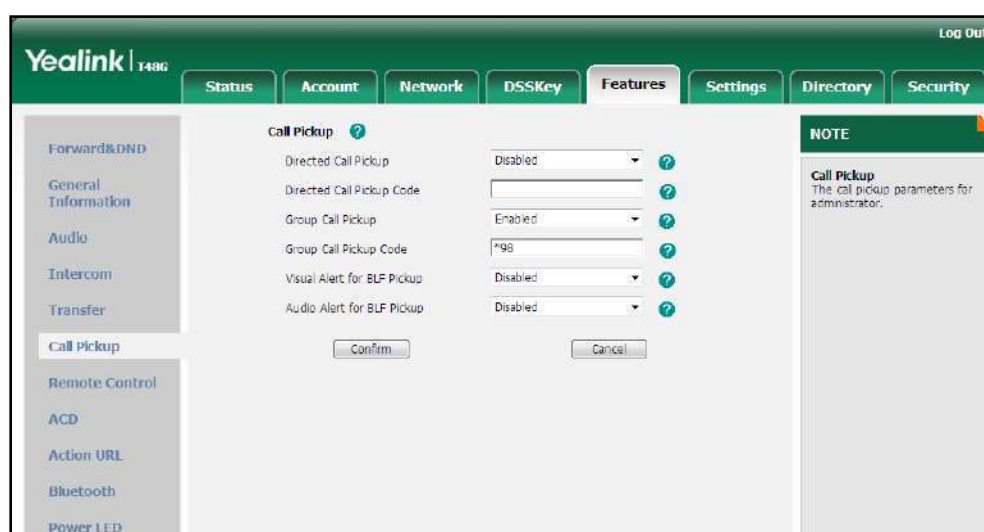 Log Out
Yealink T48G
Status Account Network DSSKey Features Settings Directory Security
Forward&DND
General
Information
Audio
Intercom
Transfer
Call Pickup
Remote Control
ACD
Action URL
Bluetooth
Power LED
Call Pickup ?
Directed Call Pickup Disabled ?
Directed Call Pickup Code ?
Group Call Pickup Enabled ?
Group Call Pickup Code *98 ?
Visual Alert for BLF Pickup Disabled ?
Audio Alert for BLF Pickup Disabled ?
Confirm Cancel
NOTE
Call Pickup
The call pickup parameters for
administrator.